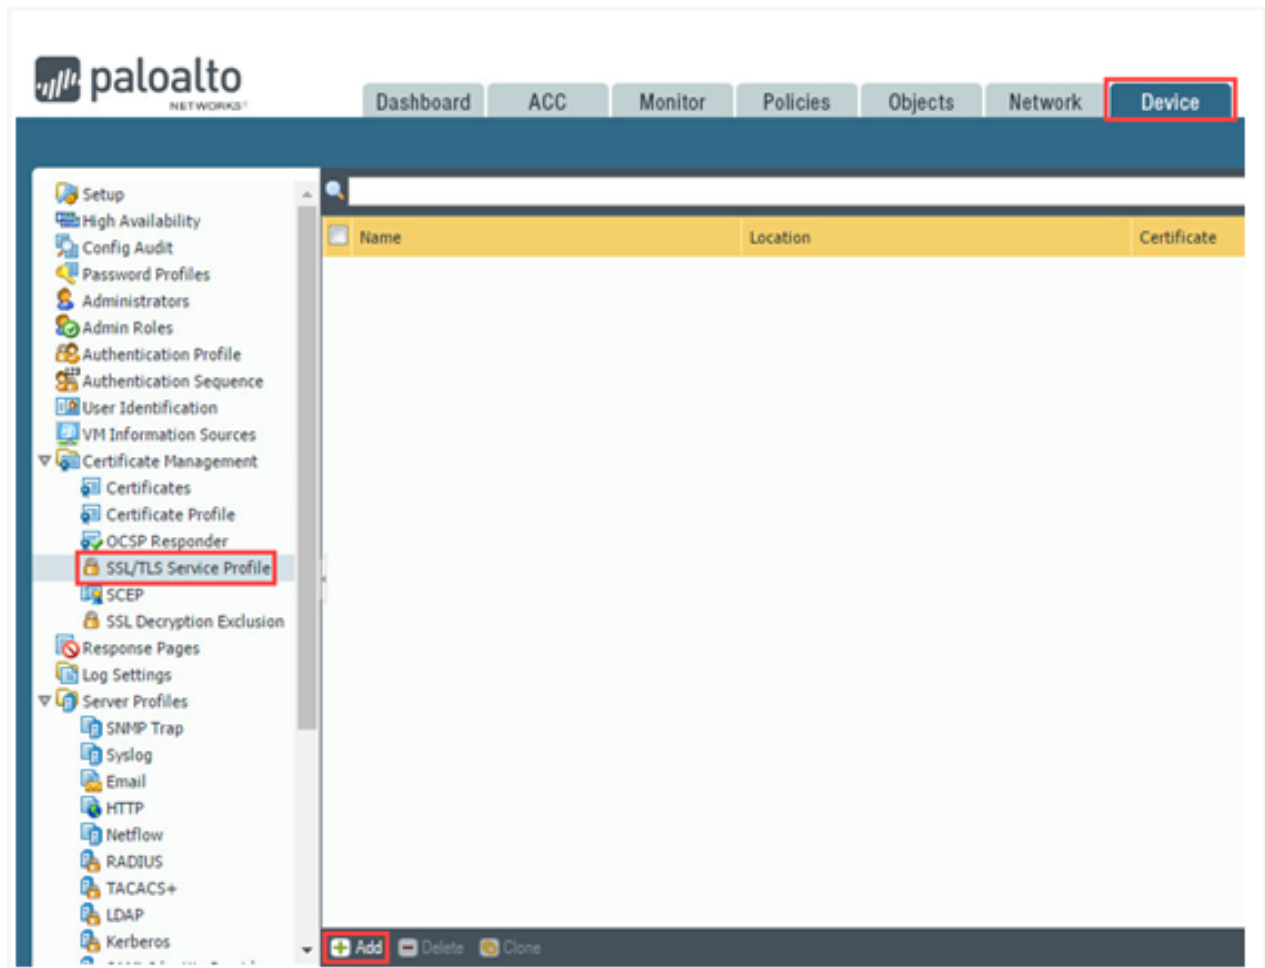 paloalto
NETWORKS
Dashboard ACC Monitor Policies Objects Network Device
Setup
High Availability
Config Audit
Password Profiles
Administrators
Admin Roles
Authentication Profile
Authentication Sequence
User Identification
VM Information Sources
Certificate Management
Certificates
Certificate Profile
OCSP Responder
SSL/TLS Service Profile
SCEP
SSL Decryption Exclusion
Response Pages
Log Settings
Server Profiles
SNMP Trap
Syslog
Email
HTTP
Netflow
RADIUS
TACACS+
LDAP
Kerberos
Name Location Certificate
Add Delete Clone